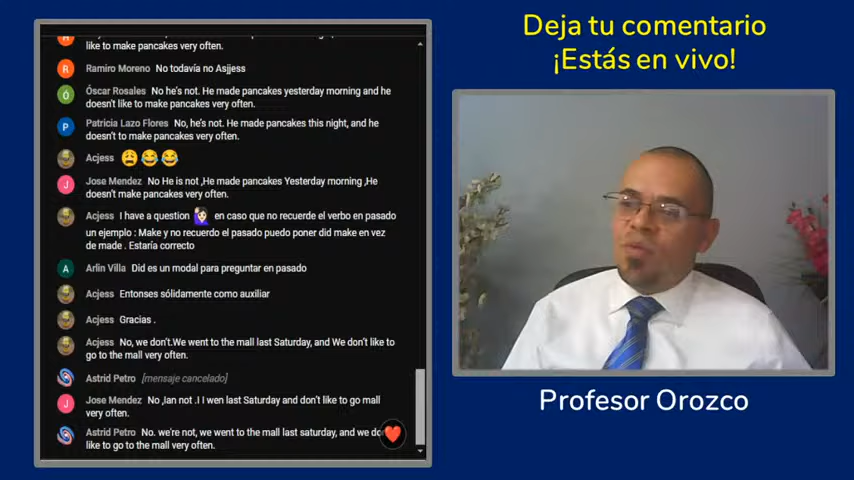 Deja tu comentario
¡Estás en vivo!
like to make pancakes very often.
Ramiro Moreno No todavía no Asjjess
Óscar Rosales No he's not. He made pancakes yesterday morning and he
doesn't like to make pancakes very often.
Patricia Lazo Flores No, he's not. He made pancakes this night, and he
doesn't to make pancakes very often.
Acjess 😩😂😂
Jose Mendez No He is not ,He made pancakes Yesterday morning ,He
doesn't make pancakes very often.
Acjess I have a question 🙋🏻‍♀️ en caso que no recuerde el verbo en pasado
un ejemplo : Make y no recuerdo el pasado puedo poner did make en vez
de made . Estaría correcto
Arlin Villa Did es un modal para preguntar en pasado
Acjess Entonses sólidamente como auxiliar
Acjess Gracias .
Acjess No, we don't.We went to the mall last Saturday, and We don't like to
go to the mall very often.
Astrid Petro [mensaje cancelado]
Jose Mendez No ,Ian not .I I wen last Saturday and don't like to go mall
very often.
Astrid Petro No. we're not, we went to the mall last saturday, and we
like to go to the mall very often.
Profesor Orozco